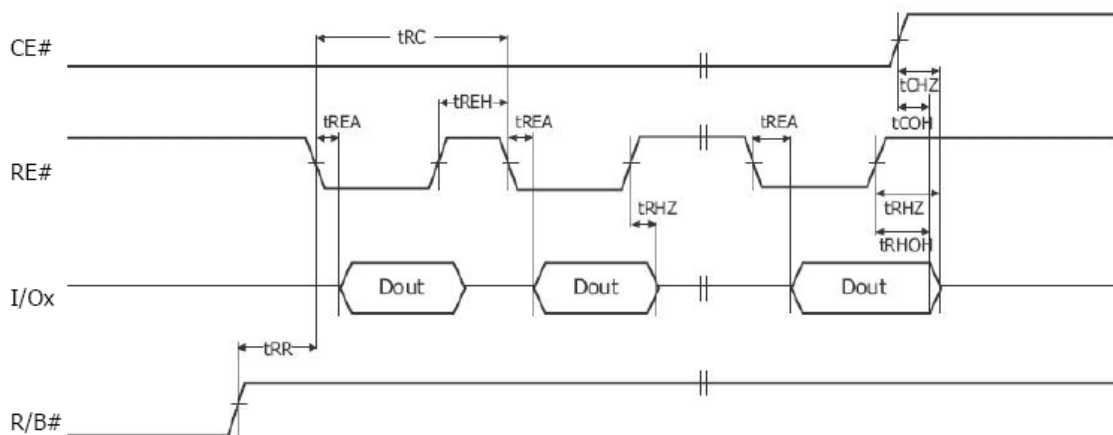 CE#
tRC
tCHZ
tREH
tCOH
tREA
tREA
tREA
RE#
tRHZ
tRHZ
tRHOH
I/Ox
Dout
Dout
Dout
tRR
R/B#